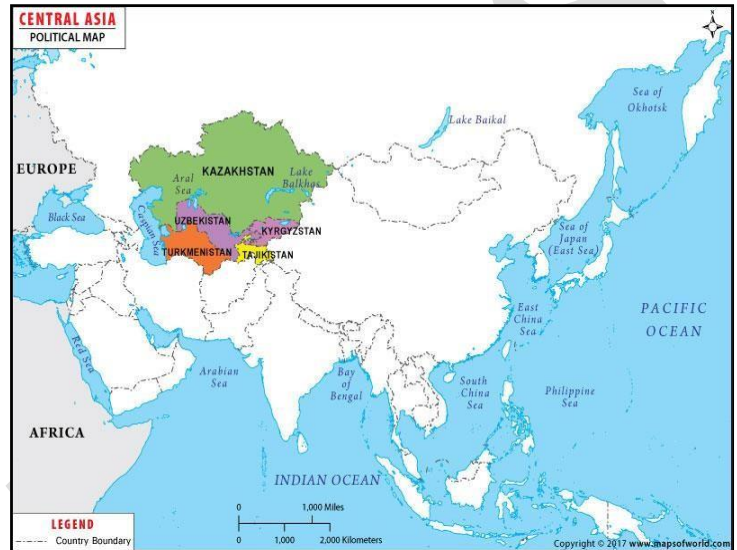 CENTRAL ASIA
POLITICAL MAP
N
Sea of
Okhotsk
Lake Baikal
EUROPE
KAZAKHSTAN
Aral
Sea
Lake
Balkhas
Black Sea
Caspian Sea
UZBEKISTAN
KYRGYZSTAN
TURKMENISTAN
TAJIKISTAN
Sea of
Japan
(East Sea)
East
China
Sea
PACIFIC
OCEAN
Red Sea
Arabian
Sea
Bay
of
Bengal
South
China
Sea
Philippine
Sea
AFRICA
INDIAN OCEAN
0 1,000 Miles
0 1,000 2,000 Kilometers
LEGEND
Country Boundary
Copyright © 2017 www.mapsofworld.com